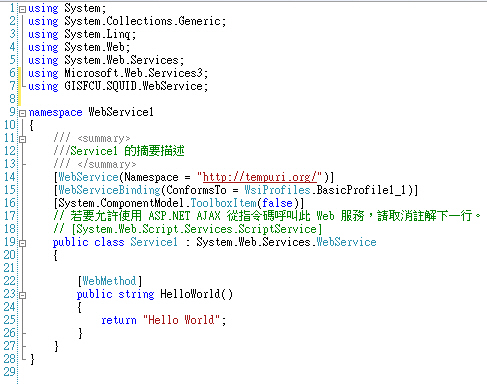 1 using System;
2 using System.Collections.Generic;
3 using System.Linq;
4 using System.Web;
5 using System.Web.Services;
6 using Microsoft.Web.Services3;
7 using GISFCU.SQUID.WebService;
8
9 namespace WebService1
10 {
11 /// <summary>
12 ///Service1 的摘要描述
13 /// </summary>
14 [WebService(Namespace = "http://tempuri.org/")]
15 [WebServiceBinding(ConformsTo = WsiProfiles.BasicProfile1_1)]
16 [System.ComponentModel.ToolboxItem(false)]
17 // 若要允許使用 ASP.NET AJAX 從指令碼呼叫此 Web 服務，請取消註解下一行。
18 // [System.Web.Script.Services.ScriptService]
19 public class Service1 : System.Web.Services.WebService
20 {
21
22 [WebMethod]
23 public string HelloWorld()
24 {
25 return "Hello World";
26 }
27 }
28 }
29